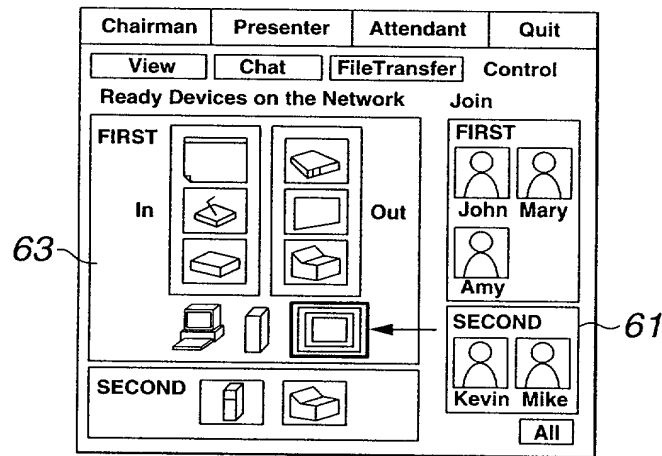 Chairman Presenter Attendant Quit
View Chat FileTransfer Control
Ready Devices on the Network Join
FIRST
In
Out
SECOND
FIRST
John Mary
Amy
SECOND
Kevin Mike
All
63
61